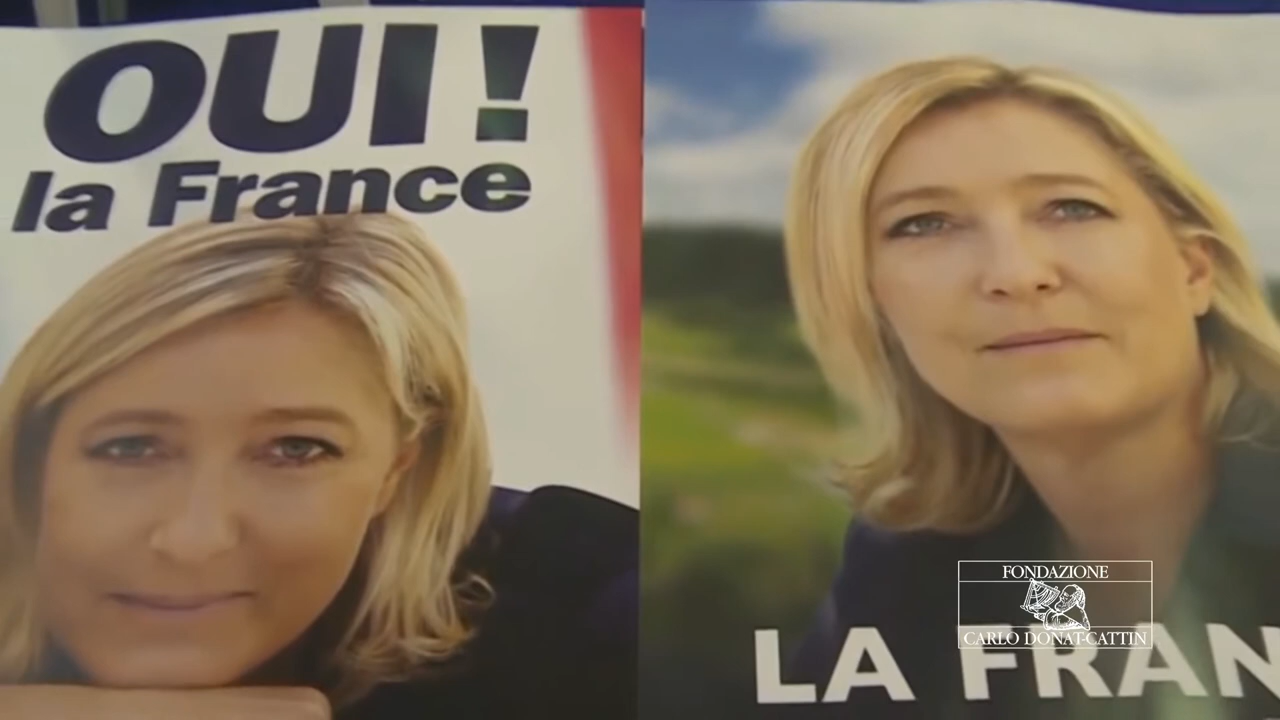 OUI !
la France
FONDAZIONE
CARLO DONAT-CATTIN
LA FRAN